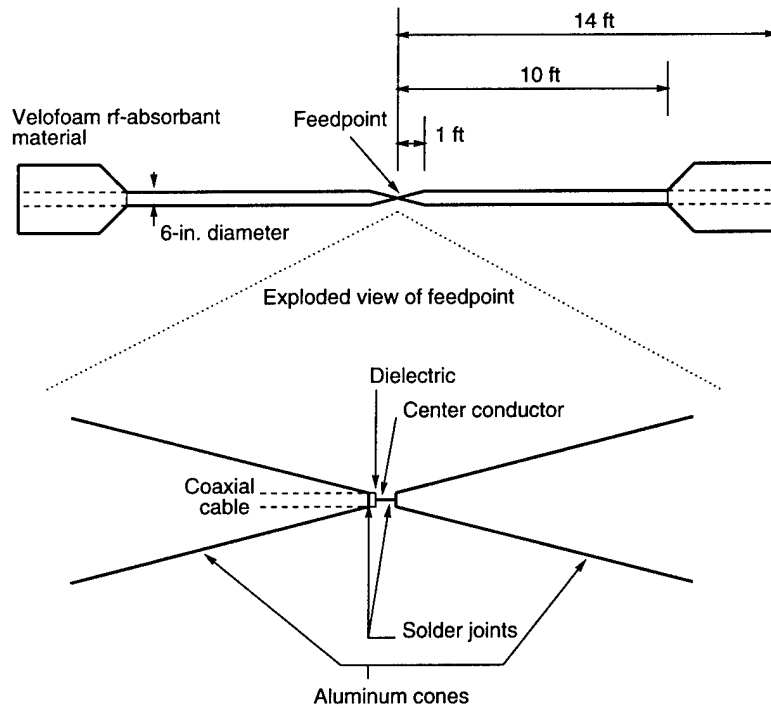 14 ft
10 ft
Velofoam rf-absorbant
material
Feedpoint
1 ft
6-in. diameter
Exploded view of feedpoint
Dielectric
Center conductor
Coaxial
cable
Solder joints
Aluminum cones